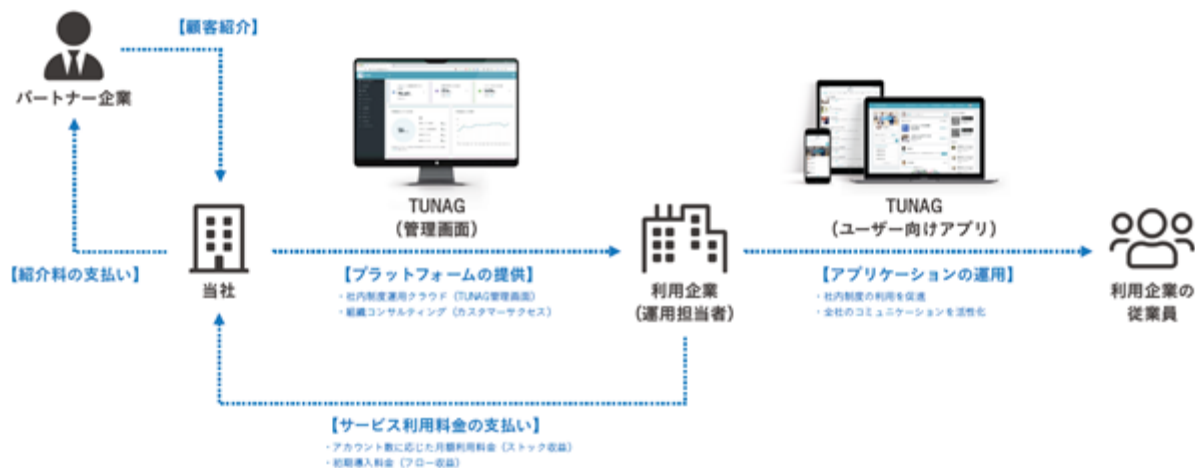 【顧客紹介】
パートナー企業
TUNAG
（管理画面）
TUNAG
（ユーザー向けアプリ）
【紹介料の支払い】
当社
【プラットフォームの提供】
・社内制度運用クラウド（TUNAG管理画面）
・組織コンサルティング（カスタマーサクセス）
利用企業
（運用担当者）
【アプリケーションの運用】
・社内制度の利用を促進
・全社のコミュニケーションを活性化
利用企業の
従業員
【サービス利用料金の支払い】
・アカウント数に応じた月額利用料金（ストック収益）
・初期導入料金（フロー収益）